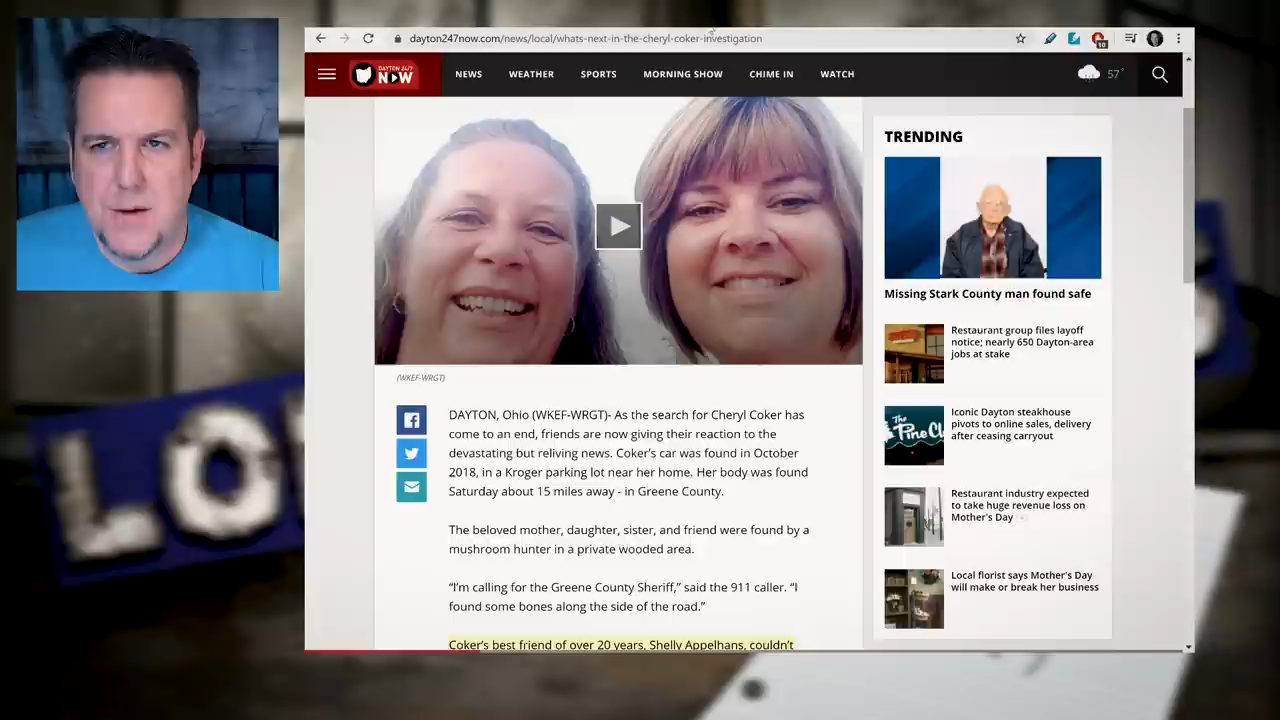 dayton247now.com/news/local/whats-next-in-the-cheryl-coker-investigation
10
DAYTON 24/7
NOW
NEWS
WEATHER
SPORTS
MORNING SHOW
CHIME IN
WATCH
57°
(WKEF-WRGT)
DAYTON, Ohio (WKEF-WRGT)- As the search for Cheryl Coker has
come to an end, friends are now giving their reaction to the
devastating but reliving news. Coker's car was found in October
2018, in a Kroger parking lot near her home. Her body was found
Saturday about 15 miles away - in Greene County.
The beloved mother, daughter, sister, and friend were found by a
mushroom hunter in a private wooded area.
“I'm calling for the Greene County Sheriff,” said the 911 caller. “I
found some bones along the side of the road.”
Coker's best friend of over 20 years, Shelly Appelhans, couldn't
TRENDING
Missing Stark County man found safe
Restaurant group files layoff
notice; nearly 650 Dayton-area
jobs at stake
The
Pine Cl
Iconic Dayton steakhouse
pivots to online sales, delivery
after ceasing carryout
Restaurant industry expected
to take huge revenue loss on
Mother's Day
Local florist says Mother's Day
will make or break her business
LO